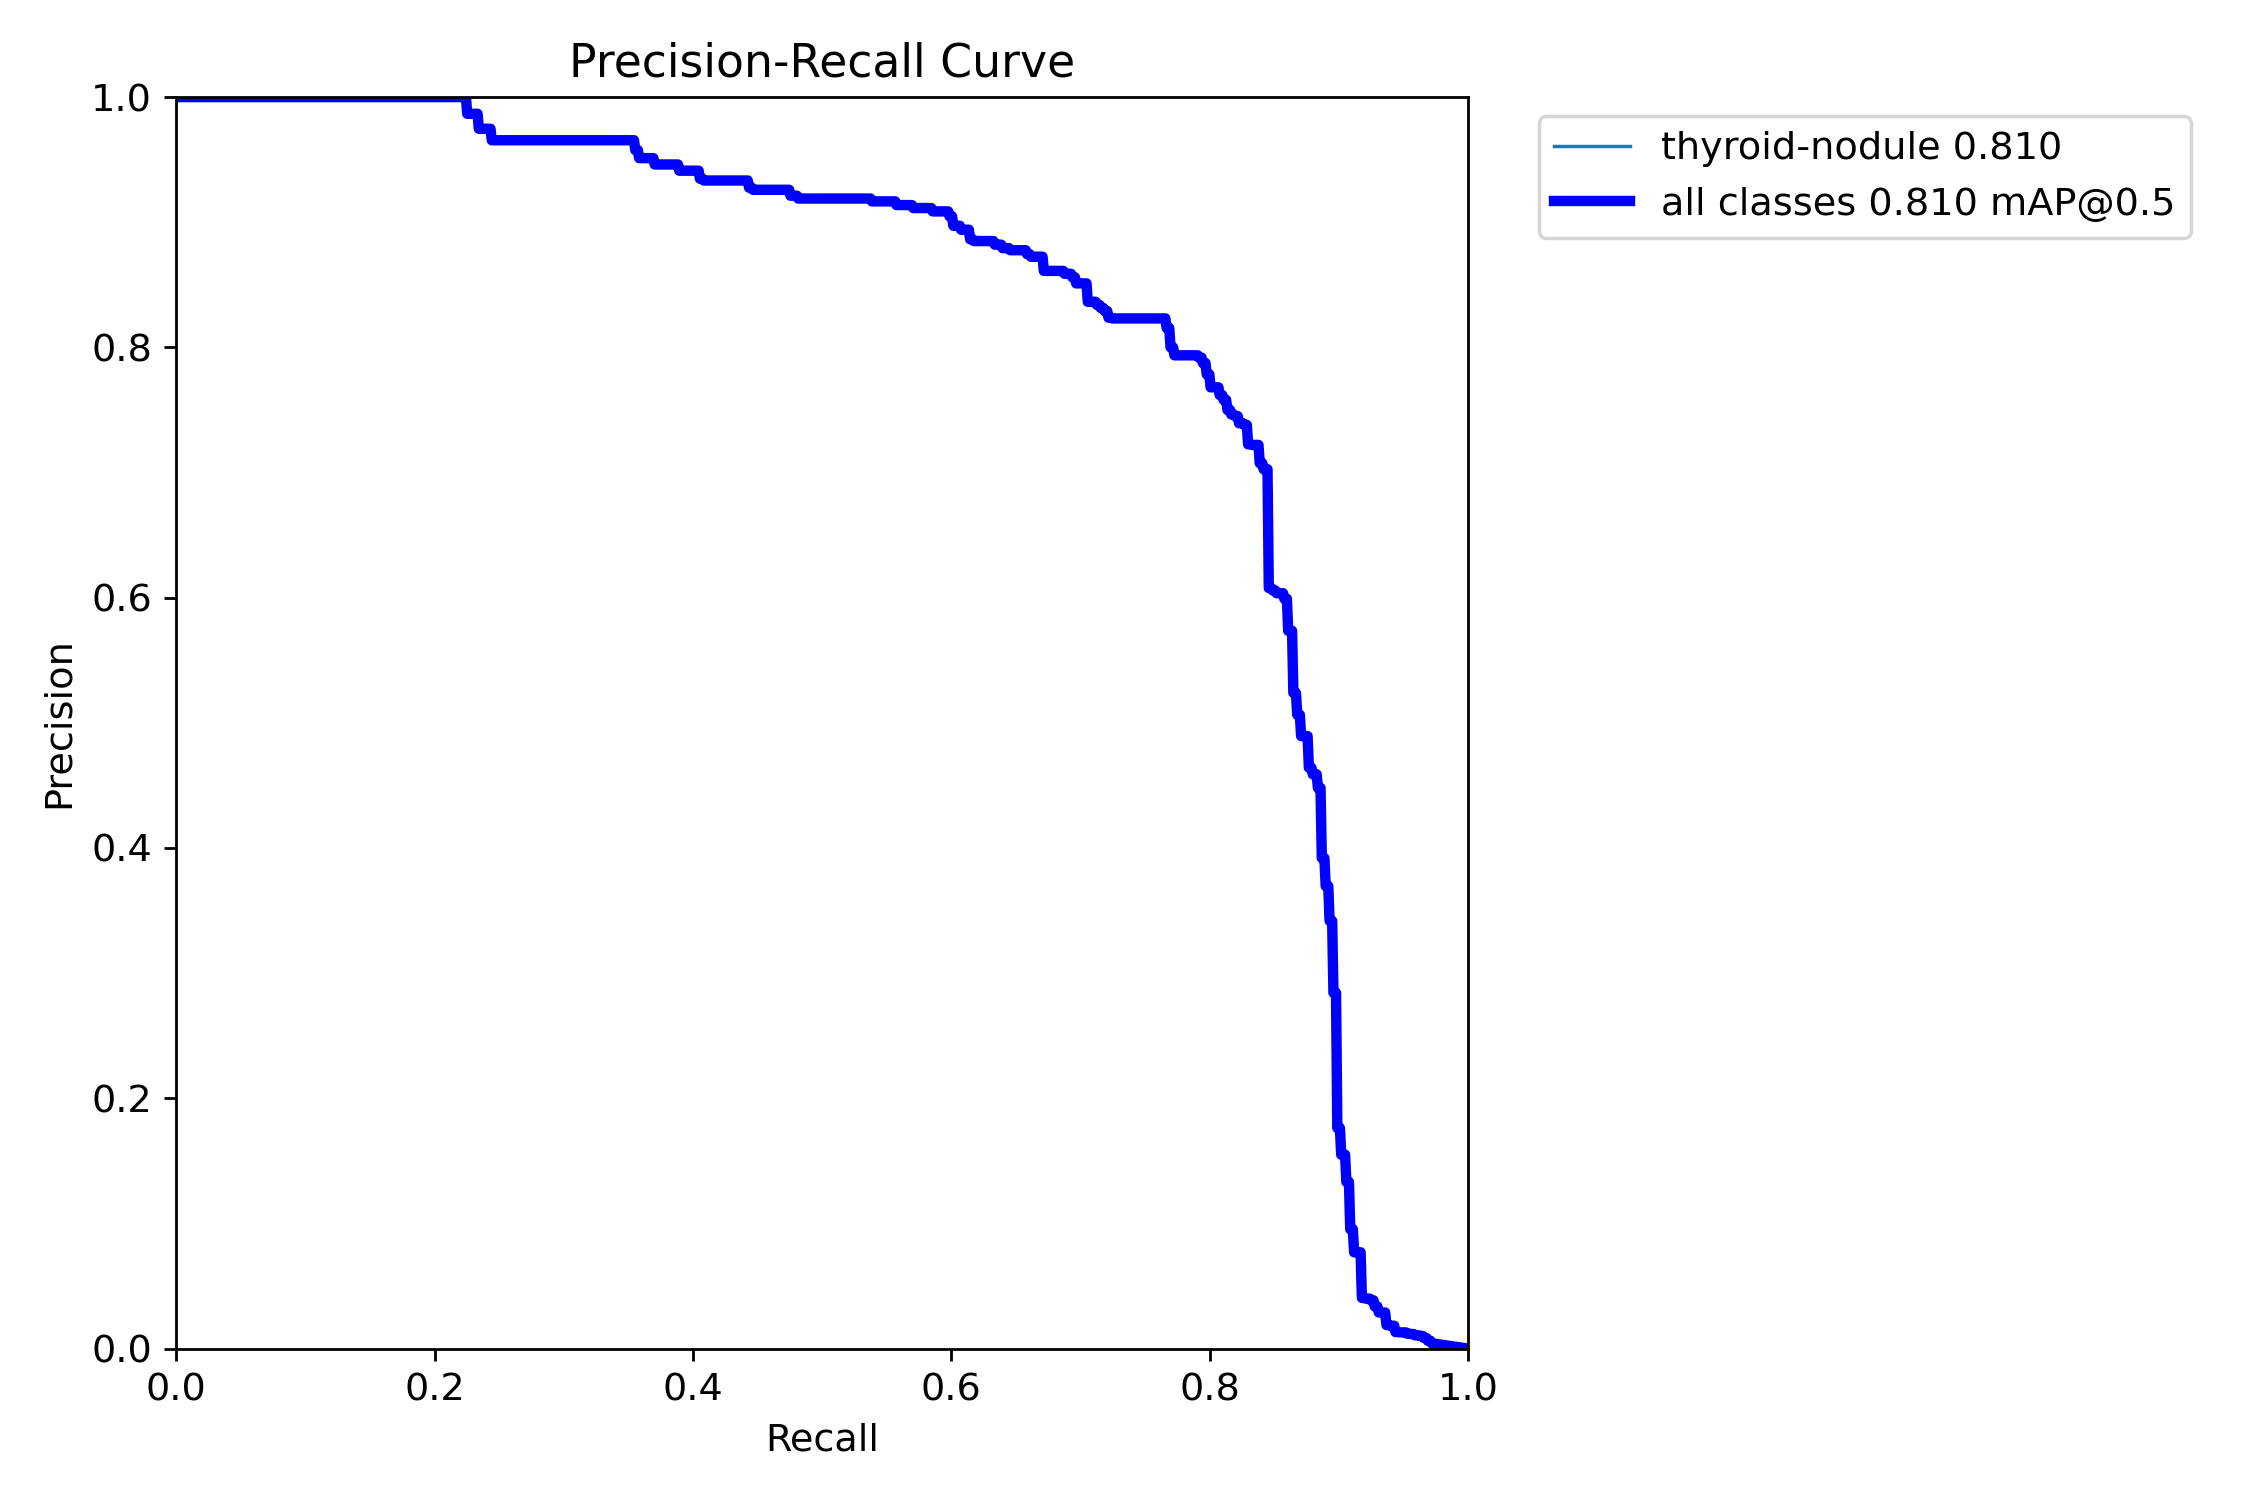 Precision-Recall Curve
thyroid-nodule 0.810
all classes 0.810 mAP@0.5
1.0
0.8
0.6
0.4
0.2
0.0
Precision
0.0 0.2 0.4 0.6 0.8 1.0
Recall